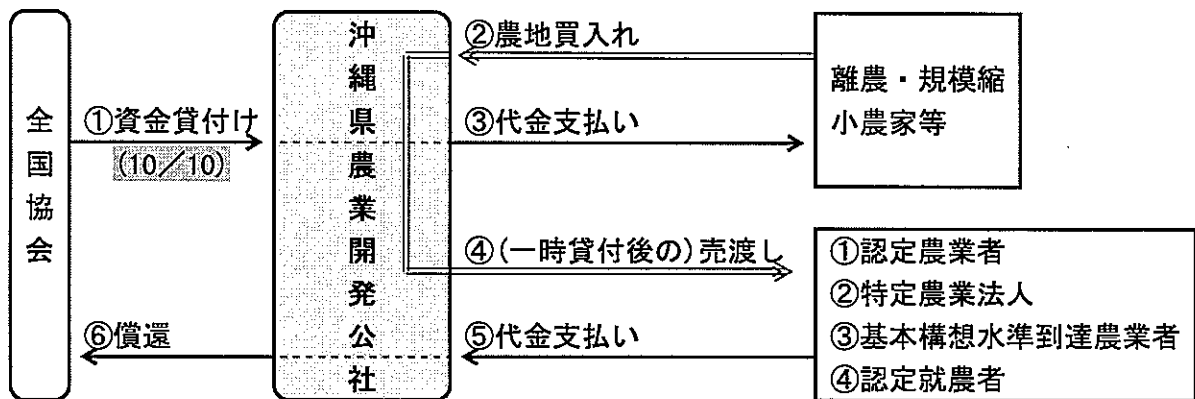 全国協会
①資金貸付け
(10／10)
⑥償還
沖縄県農業開発公社
②農地買入れ
③代金支払い
④(一時貸付後の)売渡し
⑤代金支払い
離農・規模縮
小農家等
①認定農業者
②特定農業法人
③基本構想水準到達農業者
④認定就農者